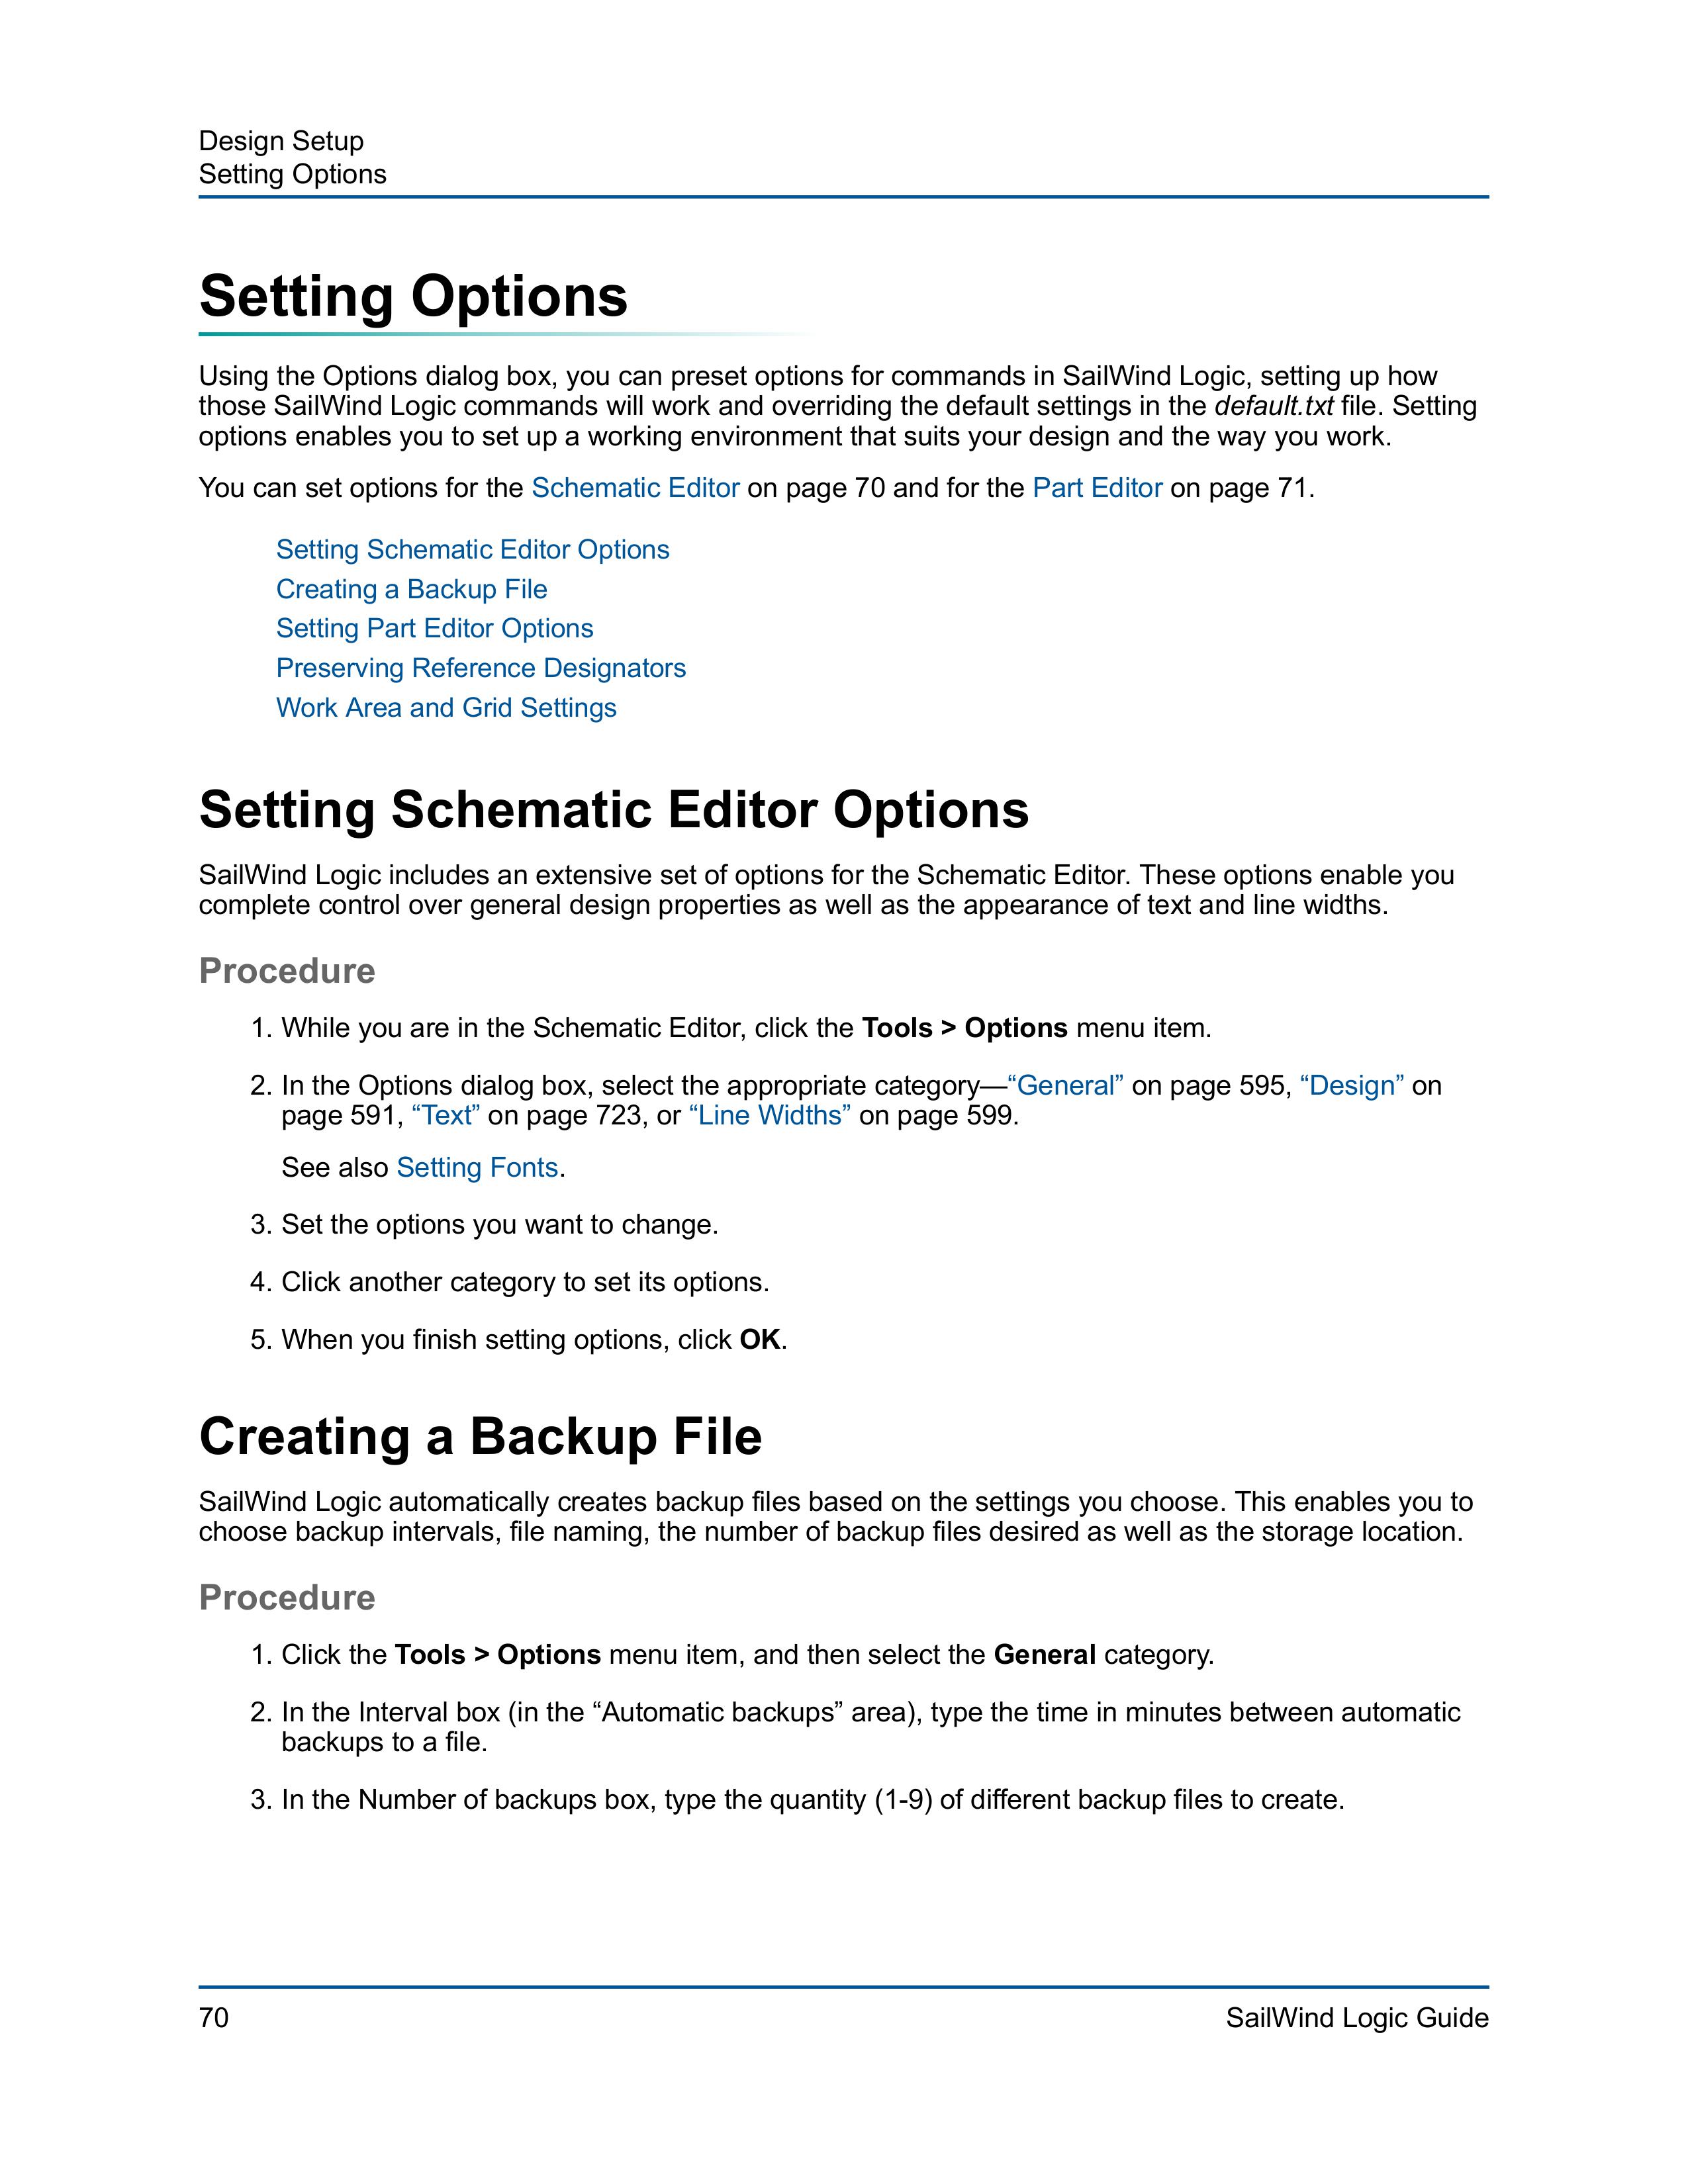 Design Setup
Setting Options
Setting Options
Using the Options dialog box, you can preset options for commands in SailWind Logic, setting up how
those SailWind Logic commands will work and overriding the default settings in the default.txt file. Setting
options enables you to set up a working environment that suits your design and the way you work.
You can set options for the Schematic Editor on page 70 and for the Part Editor on page 71.
Setting Schematic Editor Options
Creating a Backup File
Setting Part Editor Options
Preserving Reference Designators
Work Area and Grid Settings
Setting Schematic Editor Options
SailWind Logic includes an extensive set of options for the Schematic Editor. These options enable you
complete control over general design properties as well as the appearance of text and line widths.
Procedure
1. While you are in the Schematic Editor, click the Tools > Options menu item.
2. In the Options dialog box, select the appropriate category—“General” on page 595, “Design” on
page 591, “Text” on page 723, or “Line Widths” on page 599.
See also Setting Fonts.
3. Set the options you want to change.
4. Click another category to set its options.
5. When you finish setting options, click OK.
Creating a Backup File
SailWind Logic automatically creates backup files based on the settings you choose. This enables you to
choose backup intervals, file naming, the number of backup files desired as well as the storage location.
Procedure
1. Click the Tools > Options menu item, and then select the General category.
2. In the Interval box (in the “Automatic backups” area), type the time in minutes between automatic
backups to a file.
3. In the Number of backups box, type the quantity (1-9) of different backup files to create.
70
SailWind Logic Guide